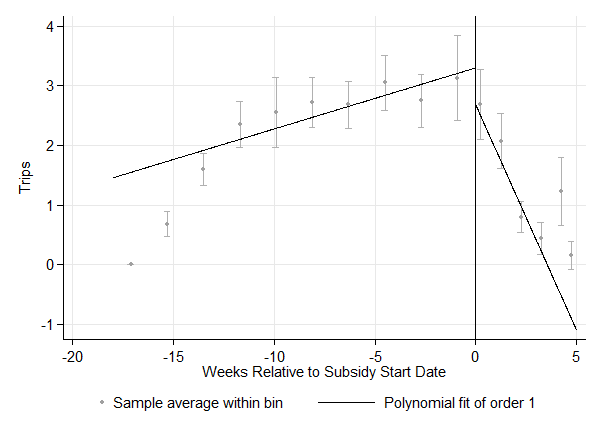 4
3
2
1
0
-1
Trips
-20 -15 -10 -5 0 5
Weeks Relative to Subsidy Start Date
Sample average within bin Polynomial fit of order 1